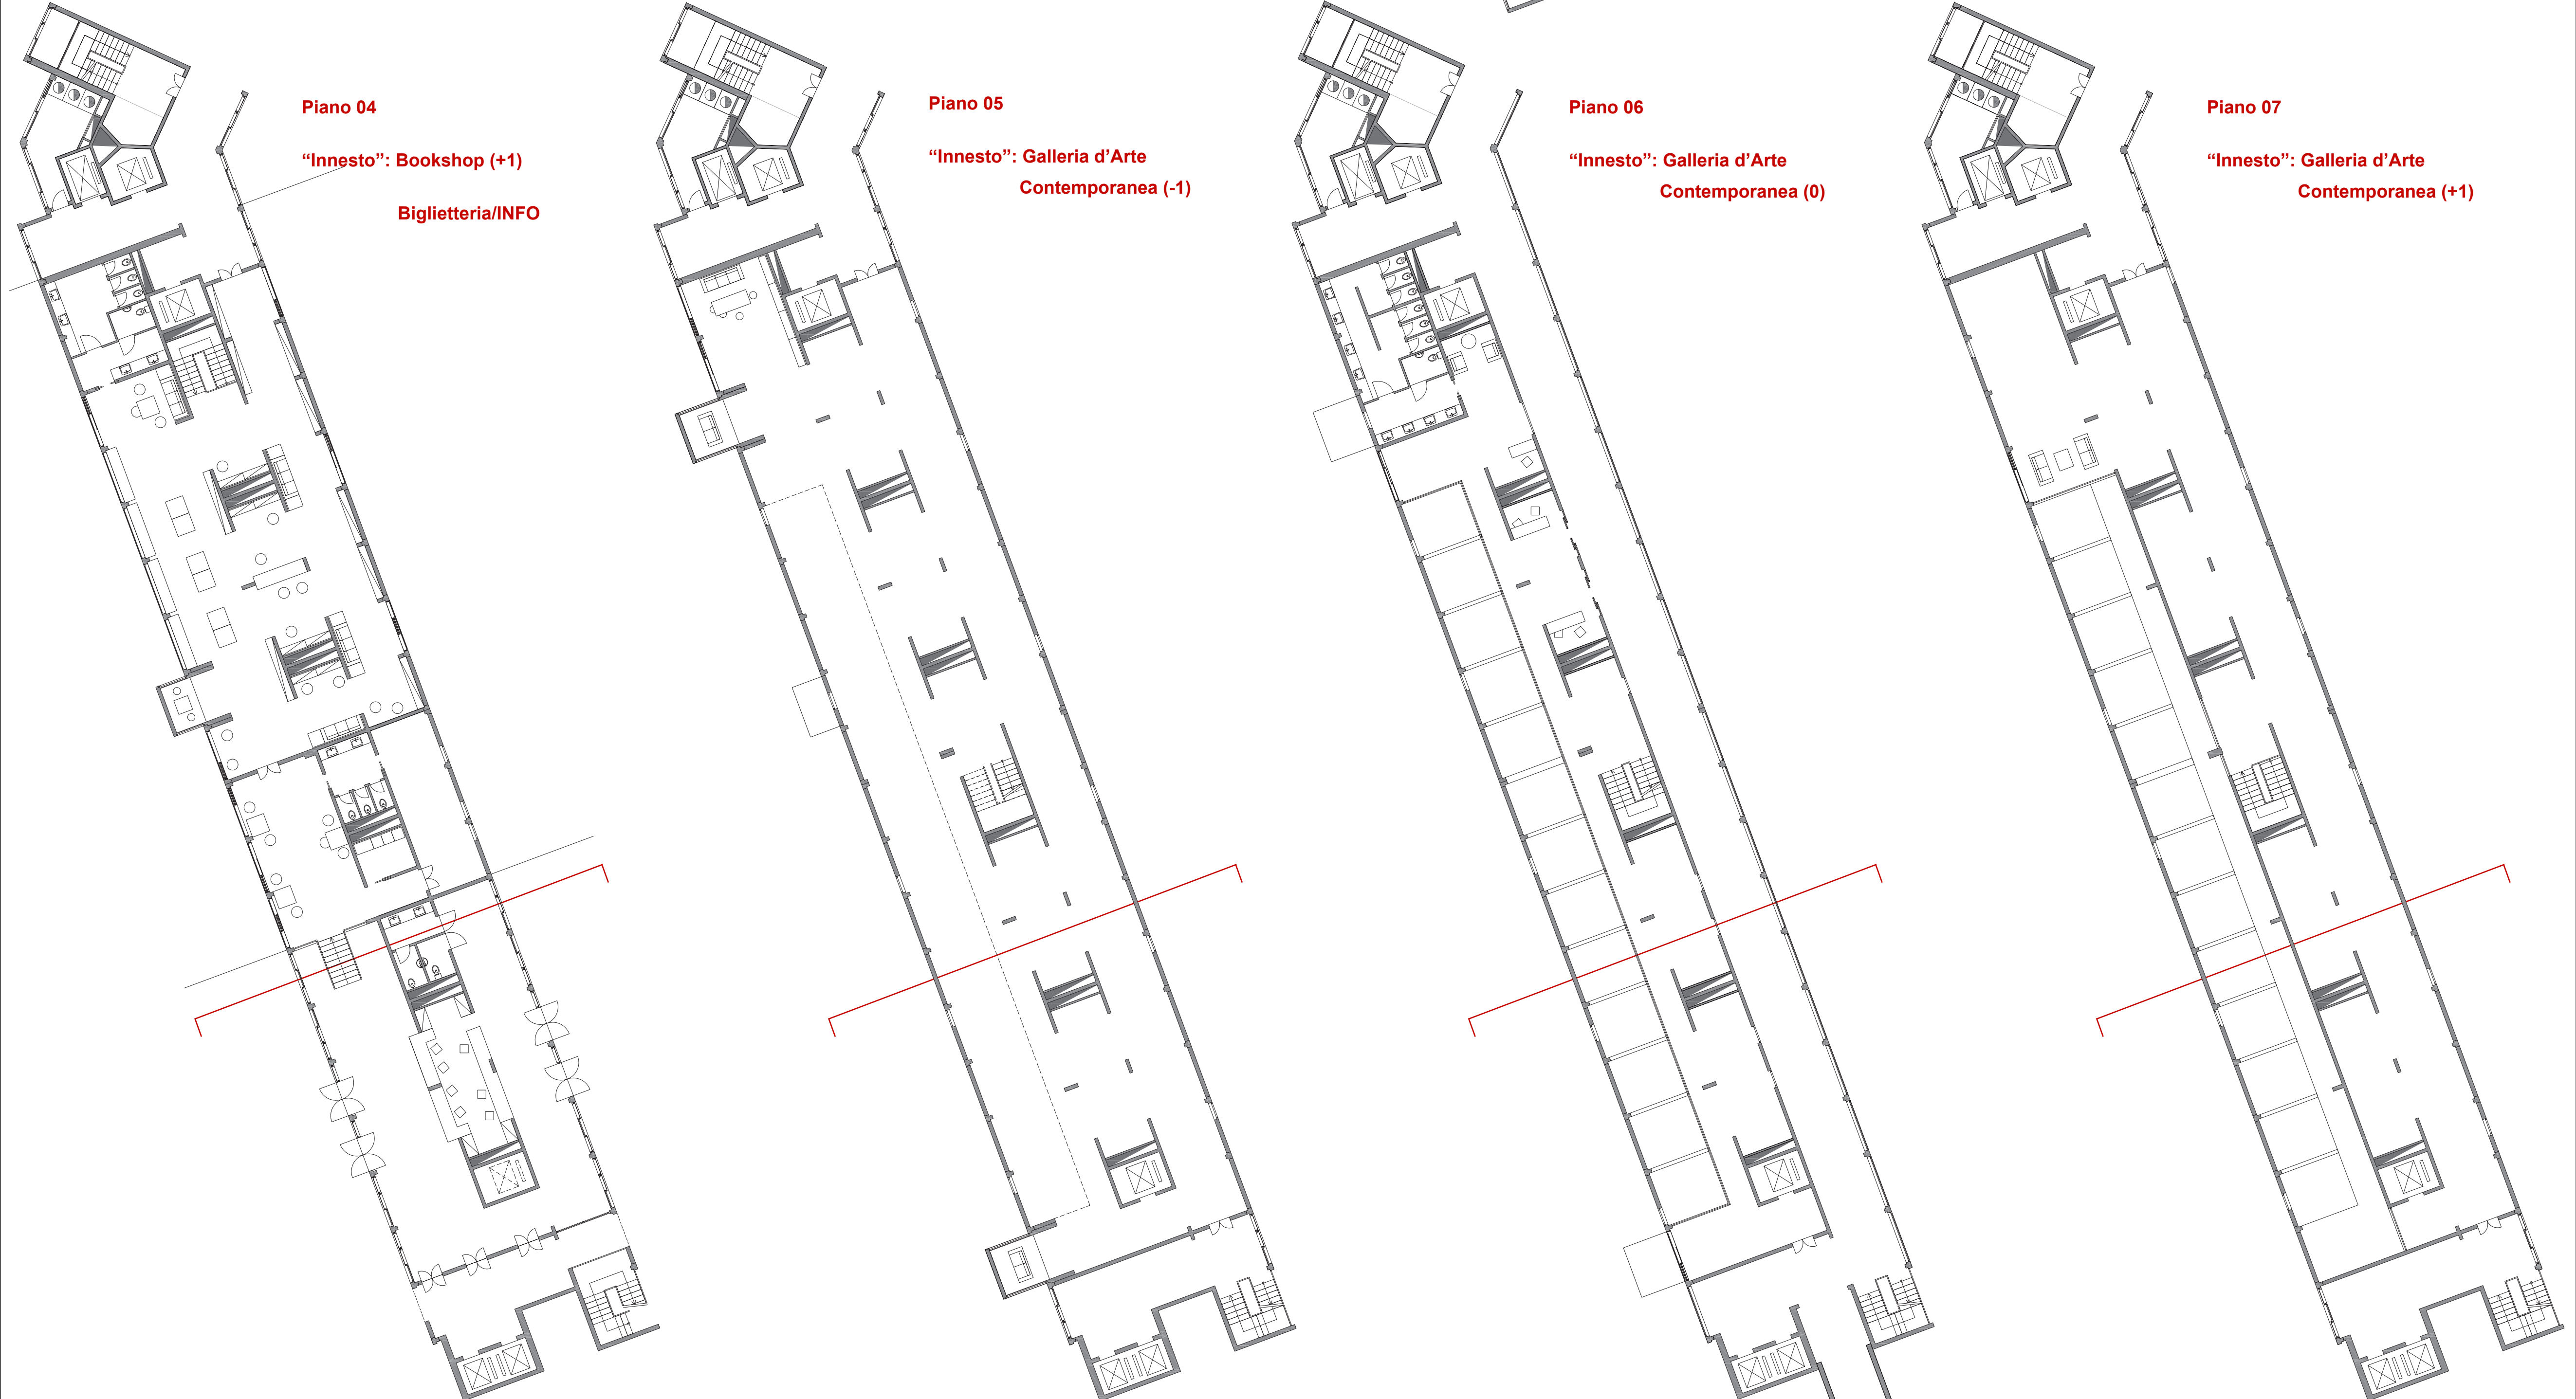 Piano 04
“Innesto”: Bookshop (+1)
Biglietteria/INFO
Piano 05
“Innesto”: Galleria d’Arte
Contemporanea (-1)
Piano 06
“Innesto”: Galleria d’Arte
Contemporanea (0)
Piano 07
“Innesto”: Galleria d’Arte
Contemporanea (+1)